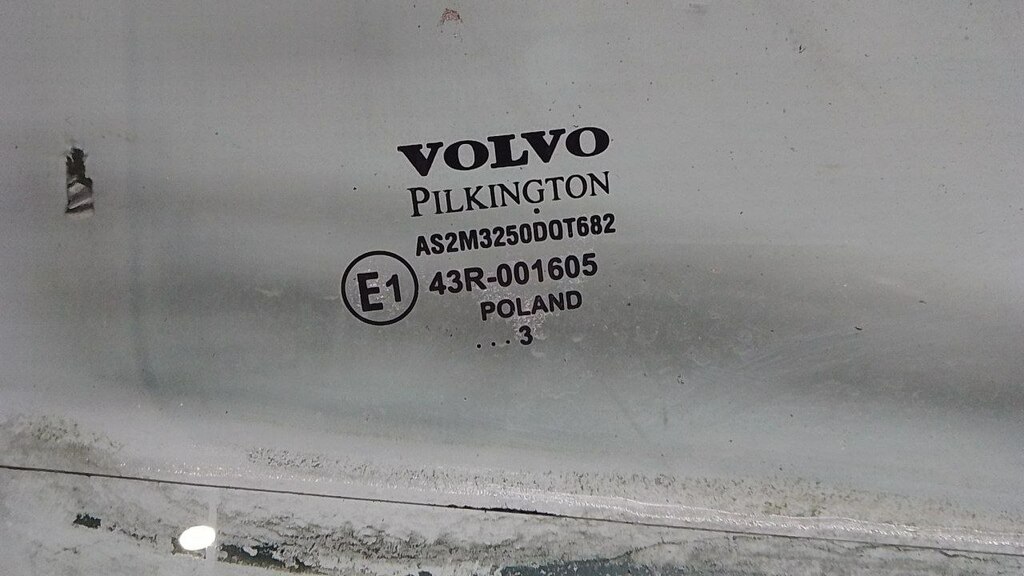 VOLVO
PILKINGTON
AS2M3250DOT682
E1 43R-001605
POLAND
...3